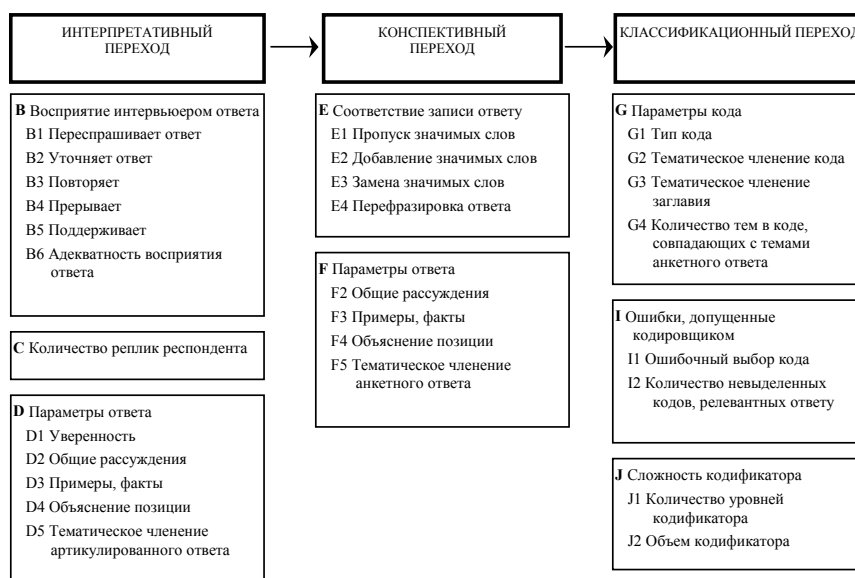 ИНТЕРПРЕТАТИВНЫЙ
ПЕРЕХОД
КОНСПЕКТИВНЫЙ
ПЕРЕХОД
КЛАССИФИКАЦИОННЫЙ ПЕРЕХОД
B Восприятие интервьюером ответа
B1 Переспрашивает ответ
B2 Уточняет ответ
B3 Повторяет
B4 Прерывает
B5 Поддерживает
B6 Адекватность восприятия
ответа
C Количество реплик респондента
D Параметры ответа
D1 Уверенность
D2 Общие рассуждения
D3 Примеры, факты
D4 Объяснение позиции
D5 Тематическое членение
артикулированного ответа
E Соответствие записи ответу
E1 Пропуск значимых слов
E2 Добавление значимых слов
E3 Замена значимых слов
E4 Перефразировка ответа
F Параметры ответа
F2 Общие рассуждения
F3 Примеры, факты
F4 Объяснение позиции
F5 Тематическое членение
анкетного ответа
G Параметры кода
G1 Тип кода
G2 Тематическое членение кода
G3 Тематическое членение
заглавия
G4 Количество тем в коде,
совпадающих с темами
анкетного ответа
I Ошибки, допущенные
кодировщиком
I1 Ошибочный выбор кода
I2 Количество невыделенных
кодов, релевантных ответу
J Сложность кодификатора
J1 Количество уровней
кодификатора
J2 Объем кодификатора